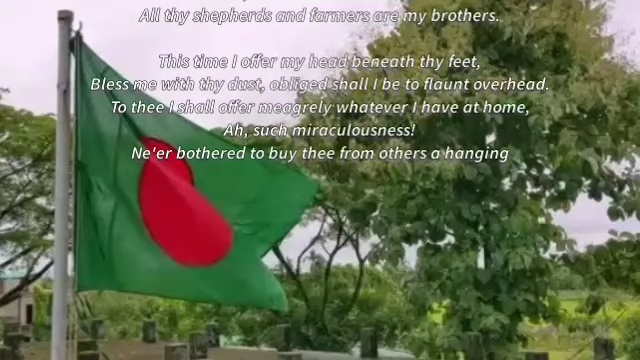 All thy shepherds and farmers are my brothers.
This time I offer my head beneath thy feet,
Bless me with thy dust, obliged shall I be to flaunt overhead.
To thee I shall offer meagrely whatever I have at home,
Ah, such miraculousness!
Ne'er bothered to buy thee from others a hanging